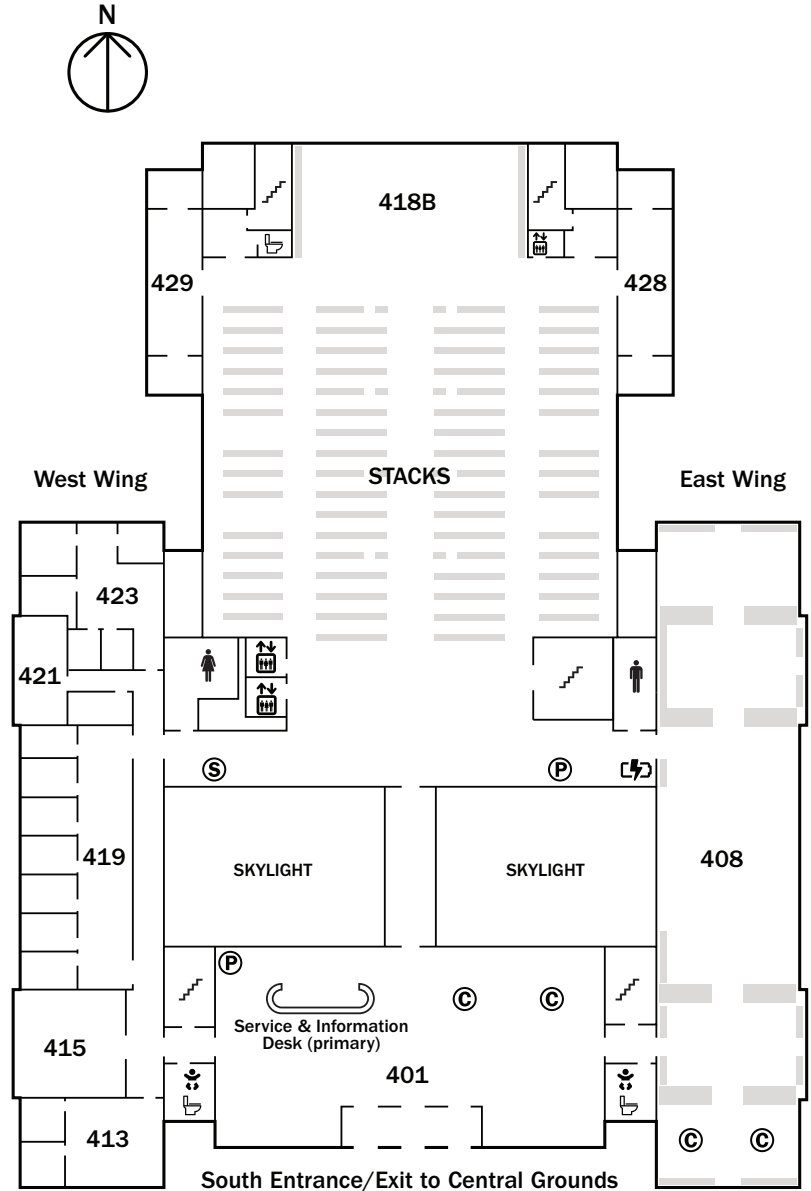 N
418B
429
428
STACKS
West Wing
East Wing
423
421
S
P
419
SKYLIGHT
SKYLIGHT
408
P
C
C
Service & Information
Desk (primary)
415
401
413
C
C
South Entrance/Exit to Central Grounds